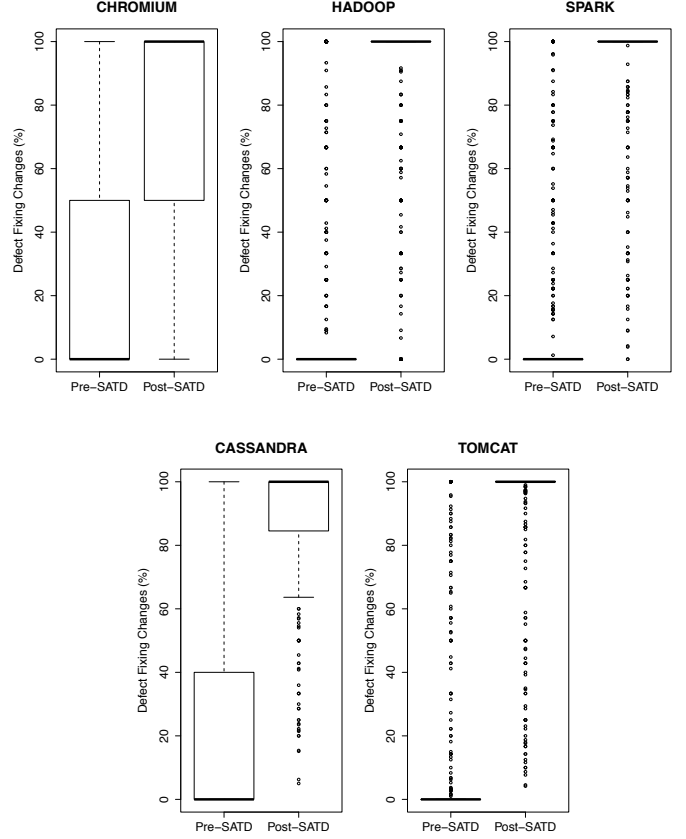 CHROMIUM
HADOOP
SPARK
Defect Fixing Changes (%)
100
80
60
40
20
0
Pre−SATD
Post−SATD
Defect Fixing Changes (%)
100
80
60
40
20
0
Pre−SATD
Post−SATD
Defect Fixing Changes (%)
100
80
60
40
20
0
Pre−SATD
Post−SATD
CASSANDRA
TOMCAT
Defect Fixing Changes (%)
100
80
60
40
20
0
Pre−SATD
Post−SATD
Defect Fixing Changes (%)
100
80
60
40
20
0
Pre−SATD
Post−SATD